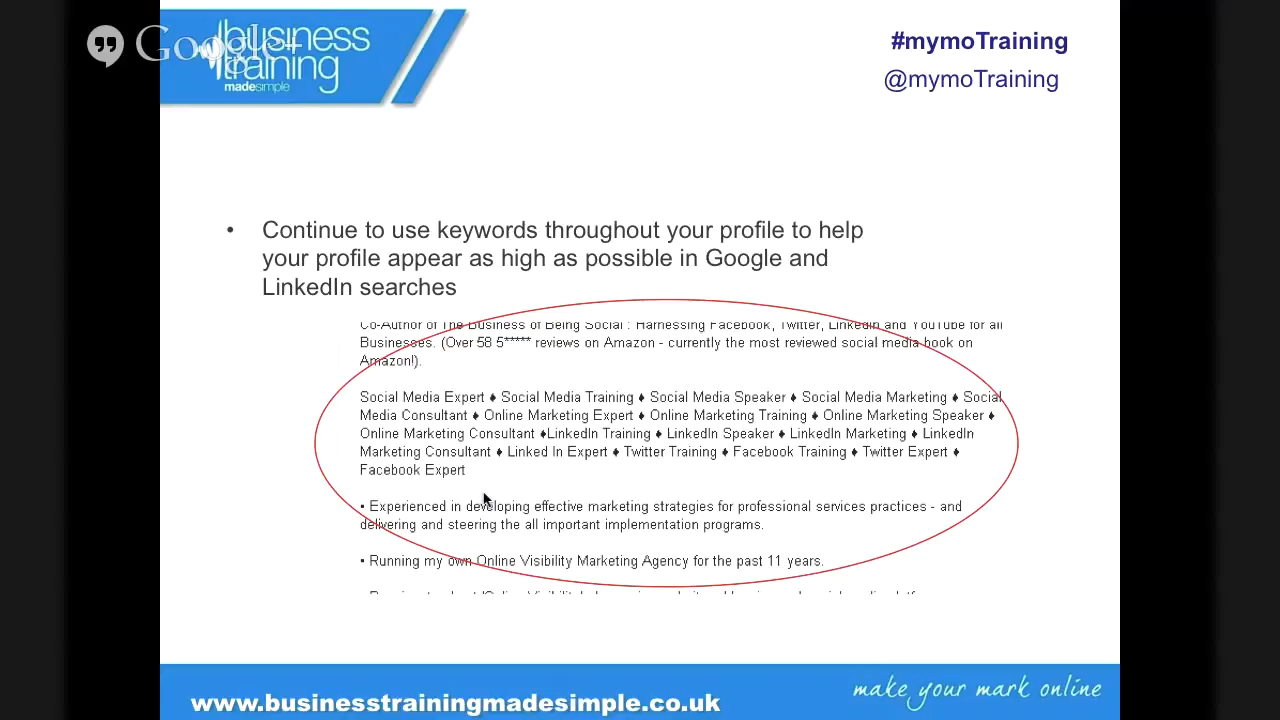 Google+
business
training
madesimple
#mymoTraining
@mymoTraining
• Continue to use keywords throughout your profile to help
your profile appear as high as possible in Google and
LinkedIn searches
Co-Author of The Business of Being Social : Harnessing Facebook, Twitter, LinkedIn and YouTube for all
Businesses. (Over 58 5***** reviews on Amazon - currently the most reviewed social media book on
Amazon!).
Social Media Expert ♦ Social Media Training ♦ Social Media Speaker ♦ Social Media Marketing ♦ Social
Media Consultant ♦ Online Marketing Expert ♦ Online Marketing Training ♦ Online Marketing Speaker ♦
Online Marketing Consultant ♦LinkedIn Training ♦ LinkedIn Speaker ♦ LinkedIn Marketing ♦ LinkedIn
Marketing Consultant ♦ Linked In Expert ♦ Twitter Training ♦ Facebook Training ♦ Twitter Expert ♦
Facebook Expert
▪ Experienced in developing effective marketing strategies for professional services practices - and
delivering and steering the all important implementation programs.
▪ Running my own Online Visibility Marketing Agency for the past 11 years.
www.businesstrainingmadesimple.co.uk
make your mark online